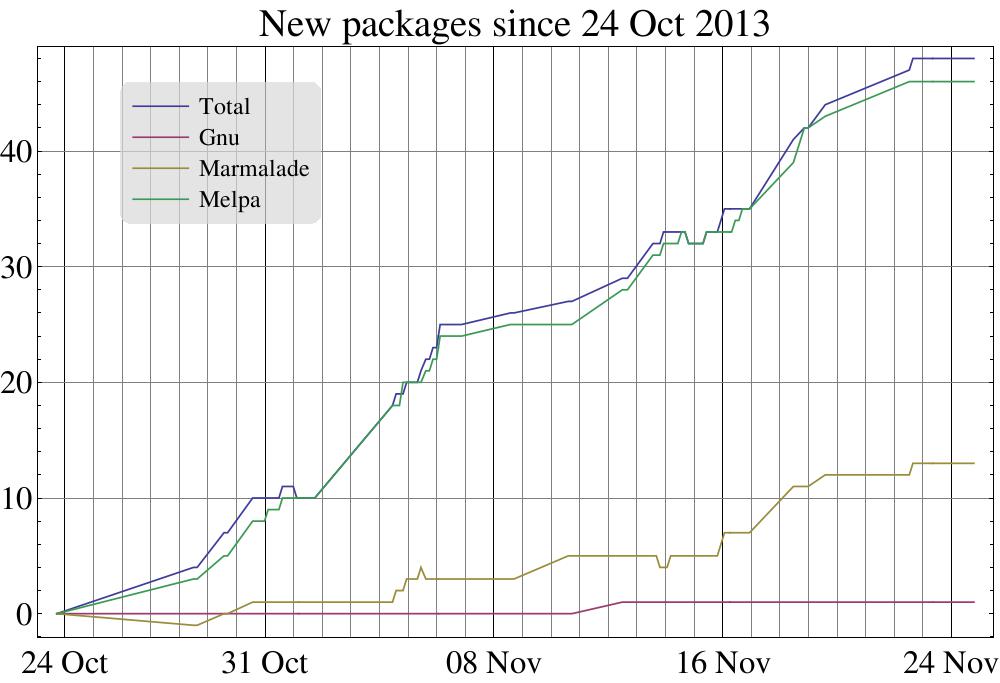 New packages since 24 Oct 2013
Total
Gnu
Marmalade
Melpa
40
30
20
10
0
24 Oct 31 Oct 08 Nov 16 Nov 24 Nov